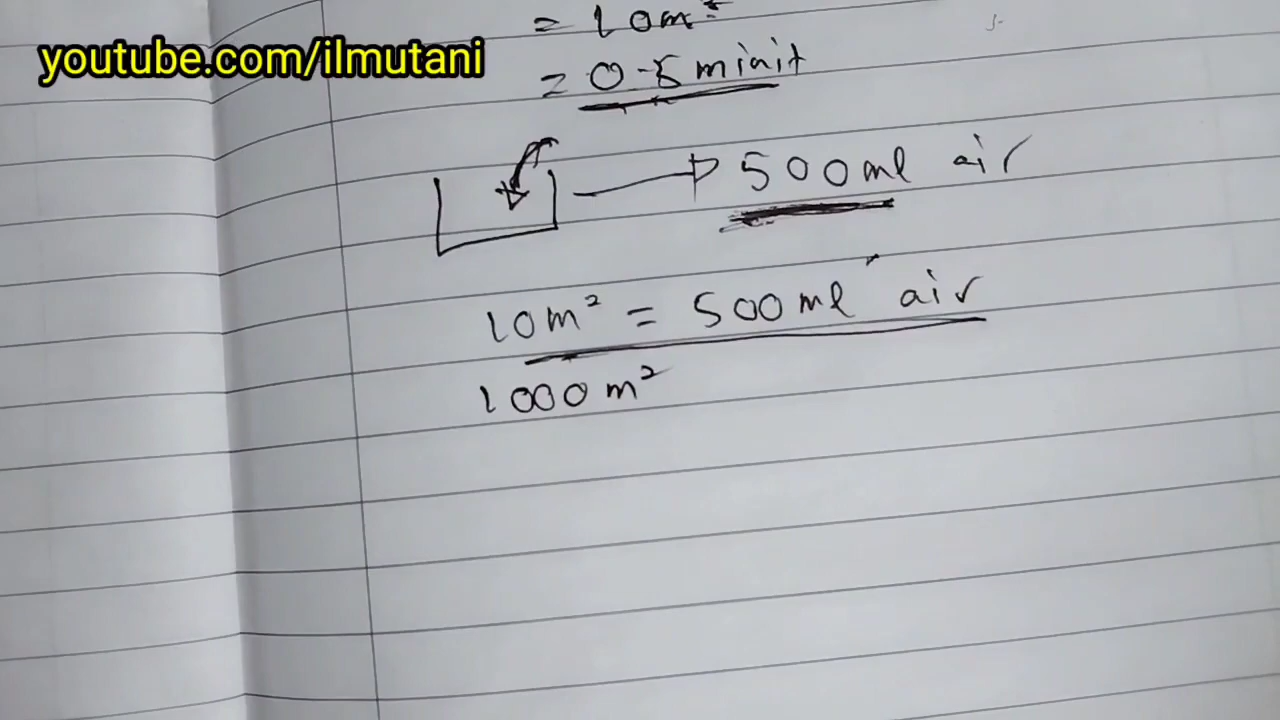 = 10m²
youtube.com/ilmutani
= 0.5 minit
500ml air
10m² = 500ml air
1000m²